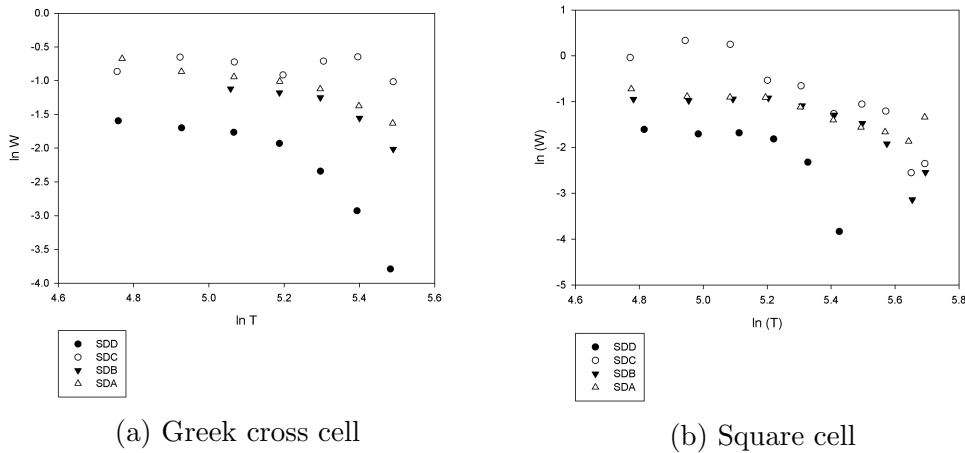 0.0
-0.5
-1.0
-1.5
-2.0
-2.5
-3.0
-3.5
-4.0
ln W
4.6 4.8 5.0 5.2 5.4 5.6
ln T
SDD
SDC
SDB
SDA
(a) Greek cross cell
1
0
-1
-2
-3
-4
-5
ln (W)
4.6 4.8 5.0 5.2 5.4 5.6 5.8
ln (T)
SDD
SDC
SDB
SDA
(b) Square cell